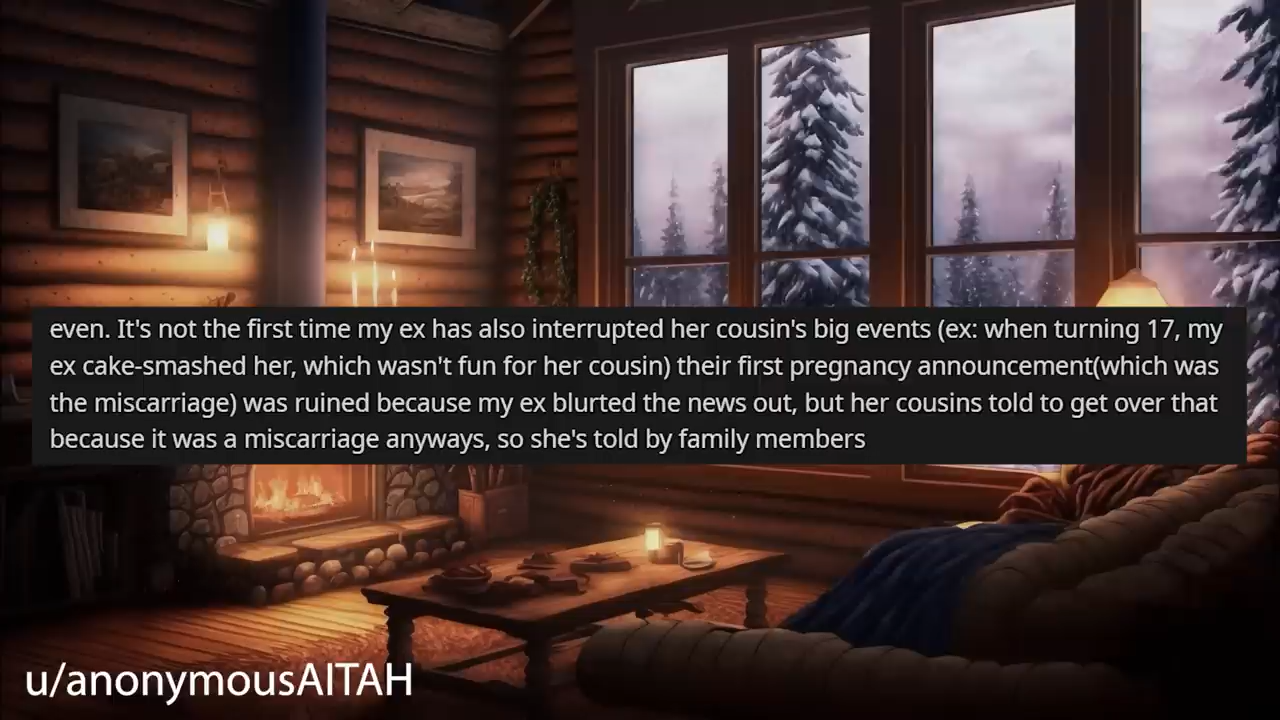 even. It's not the first time my ex has also interrupted her cousin's big events (ex: when turning 17, my
ex cake-smashed her, which wasn't fun for her cousin) their first pregnancy announcement(which was
the miscarriage) was ruined because my ex blurted the news out, but her cousins told to get over that
because it was a miscarriage anyways, so she's told by family members
u/anonymousAITAH